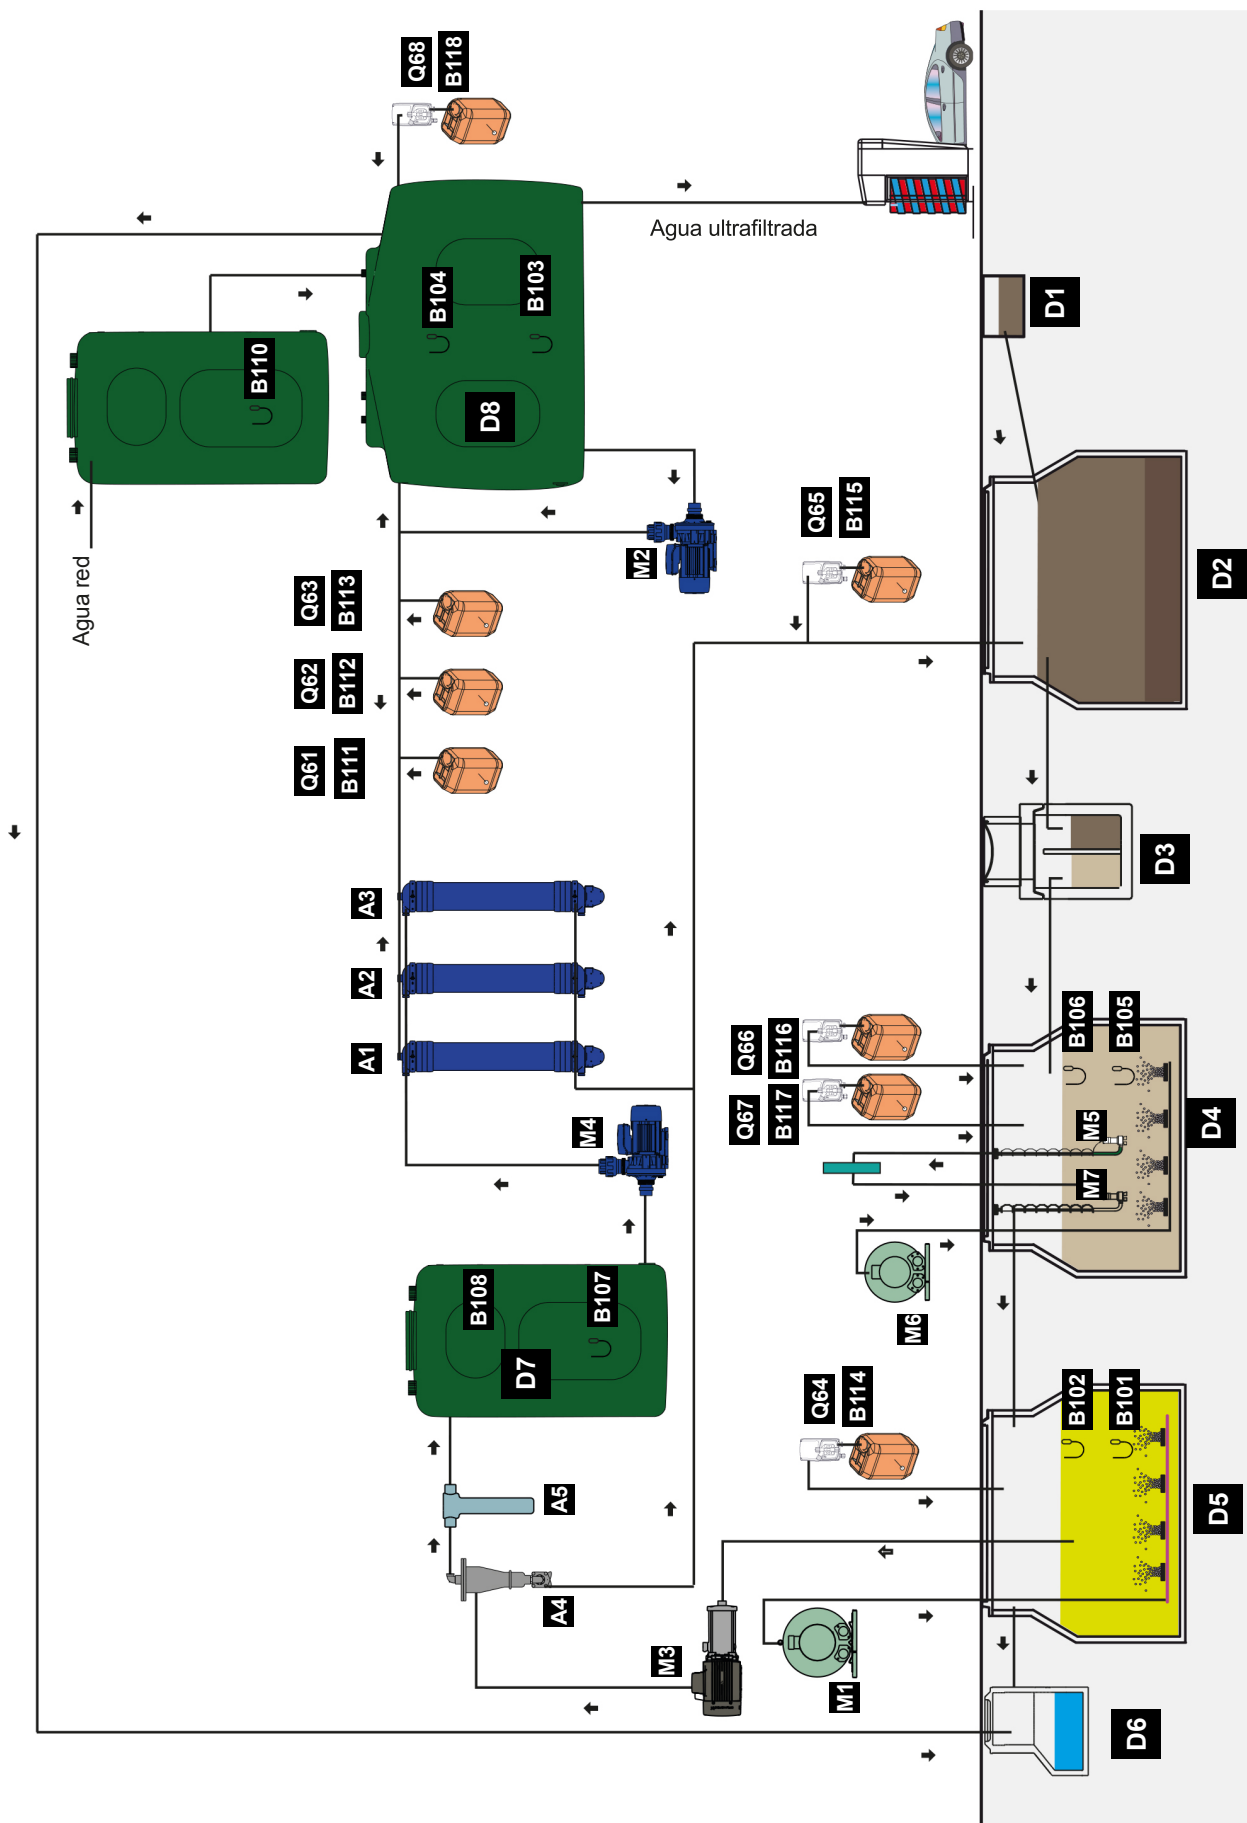 Q68
B118
Agua ultrafiltrada
B110
B104
B103
D8
Agua red
D1
Q63
B113
Q62
B112
Q61
B111
M2
Q65
B115
D2
A3
A2
A1
D3
M4
Q66
B116
Q67
B117
B106
B105
M5
M7
D4
B108
B107
D7
M6
A5
A4
Q64
B114
B102
B101
D5
M3
M1
D6